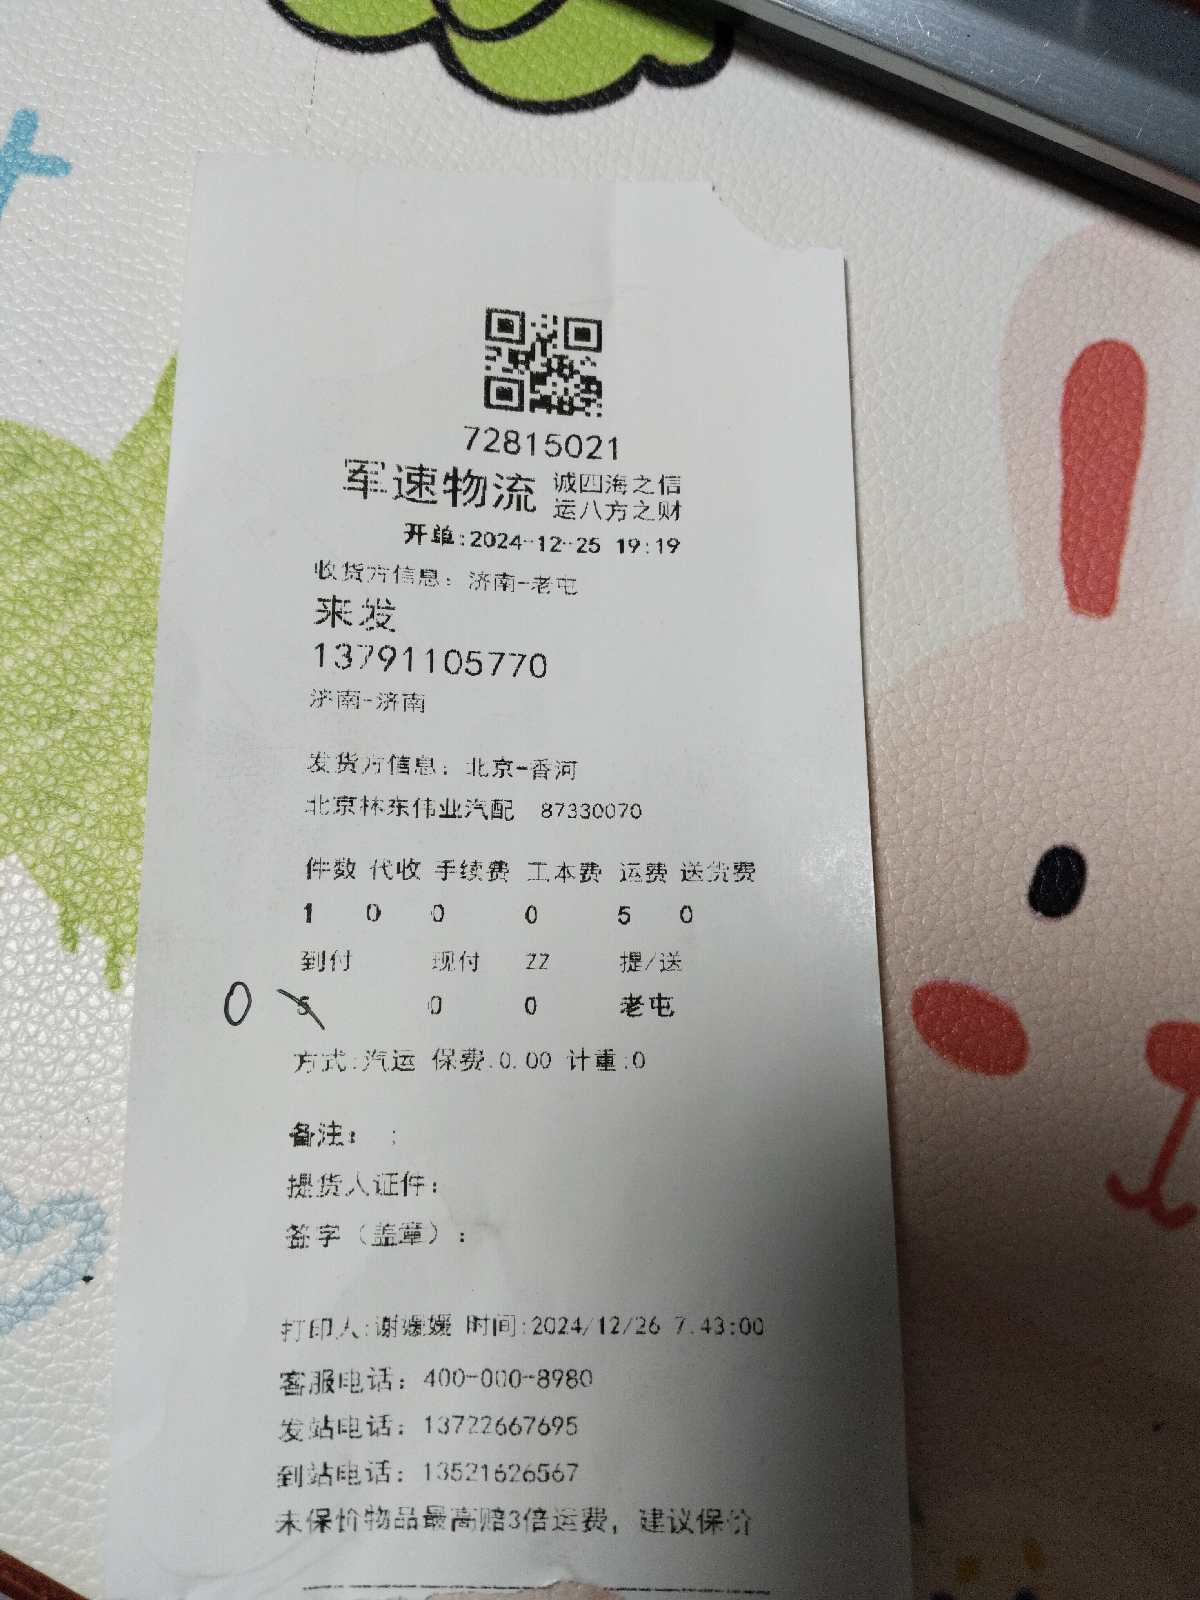 72815021
军速物流 诚四海之信
运八方之财
开单:2024-12-25 19:19
收货方信息：济南-老屯
来发
13791105770
济南-济南
发货方信息：北京-香河
北京林东伟业汽配 87330070
件数 代收 手续费 工本费 运费 送货费
1 0 0 0 5 0
到付 现付 ZZ 提/送
0 5 0 0 老屯
方式:汽运 保费:0.00 计重:0
备注： ;
提货人证件：
签字（盖章）：
打印人:谢媛媛 时间:2024/12/26 7:43:00
客服电话：400-000-8980
发站电话：13722667695
到站电话：13521626567
未保价物品最高赔3倍运费，建议保价